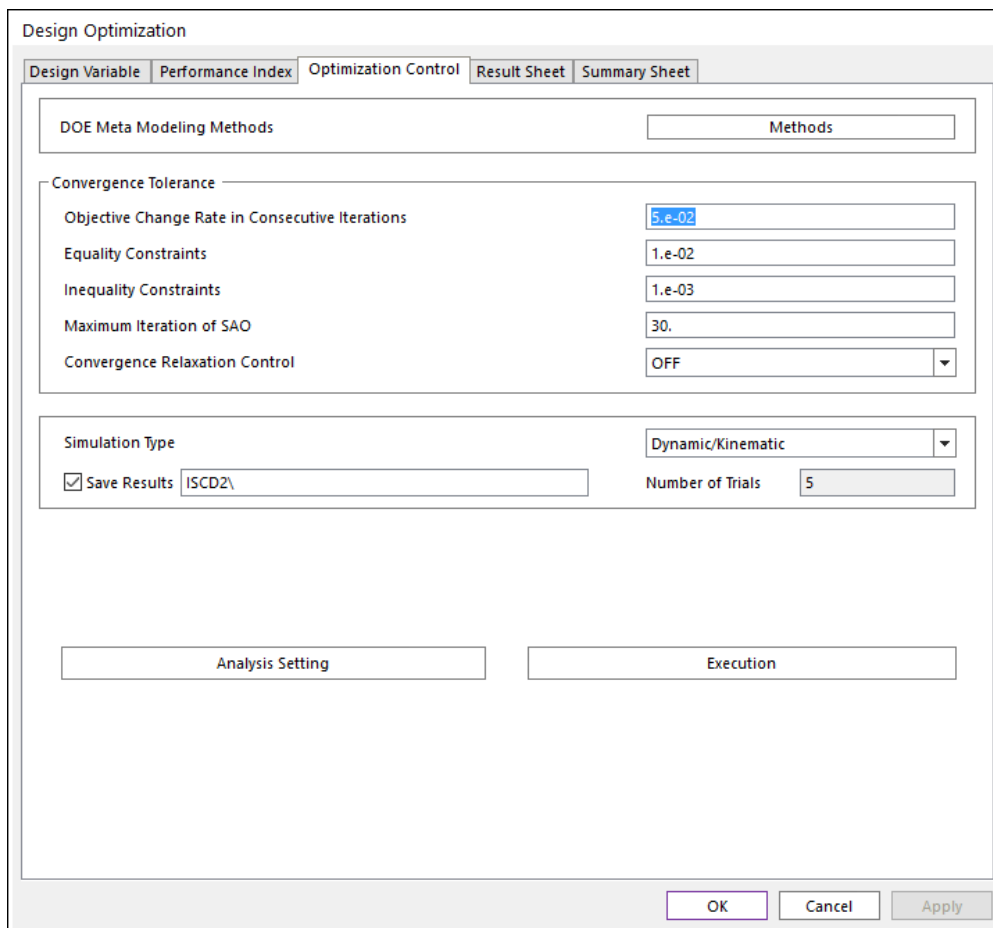 Design Optimization
Design Variable Performance Index Optimization Control Result Sheet Summary Sheet
DOE Meta Modeling Methods Methods
Convergence Tolerance
Objective Change Rate in Consecutive Iterations 5.e-02
Equality Constraints 1.e-02
Inequality Constraints 1.e-03
Maximum Iteration of SAO 30.
Convergence Relaxation Control OFF
Simulation Type Dynamic/Kinematic
Save Results ISCD2\ Number of Trials 5
Analysis Setting Execution
OK Cancel Apply